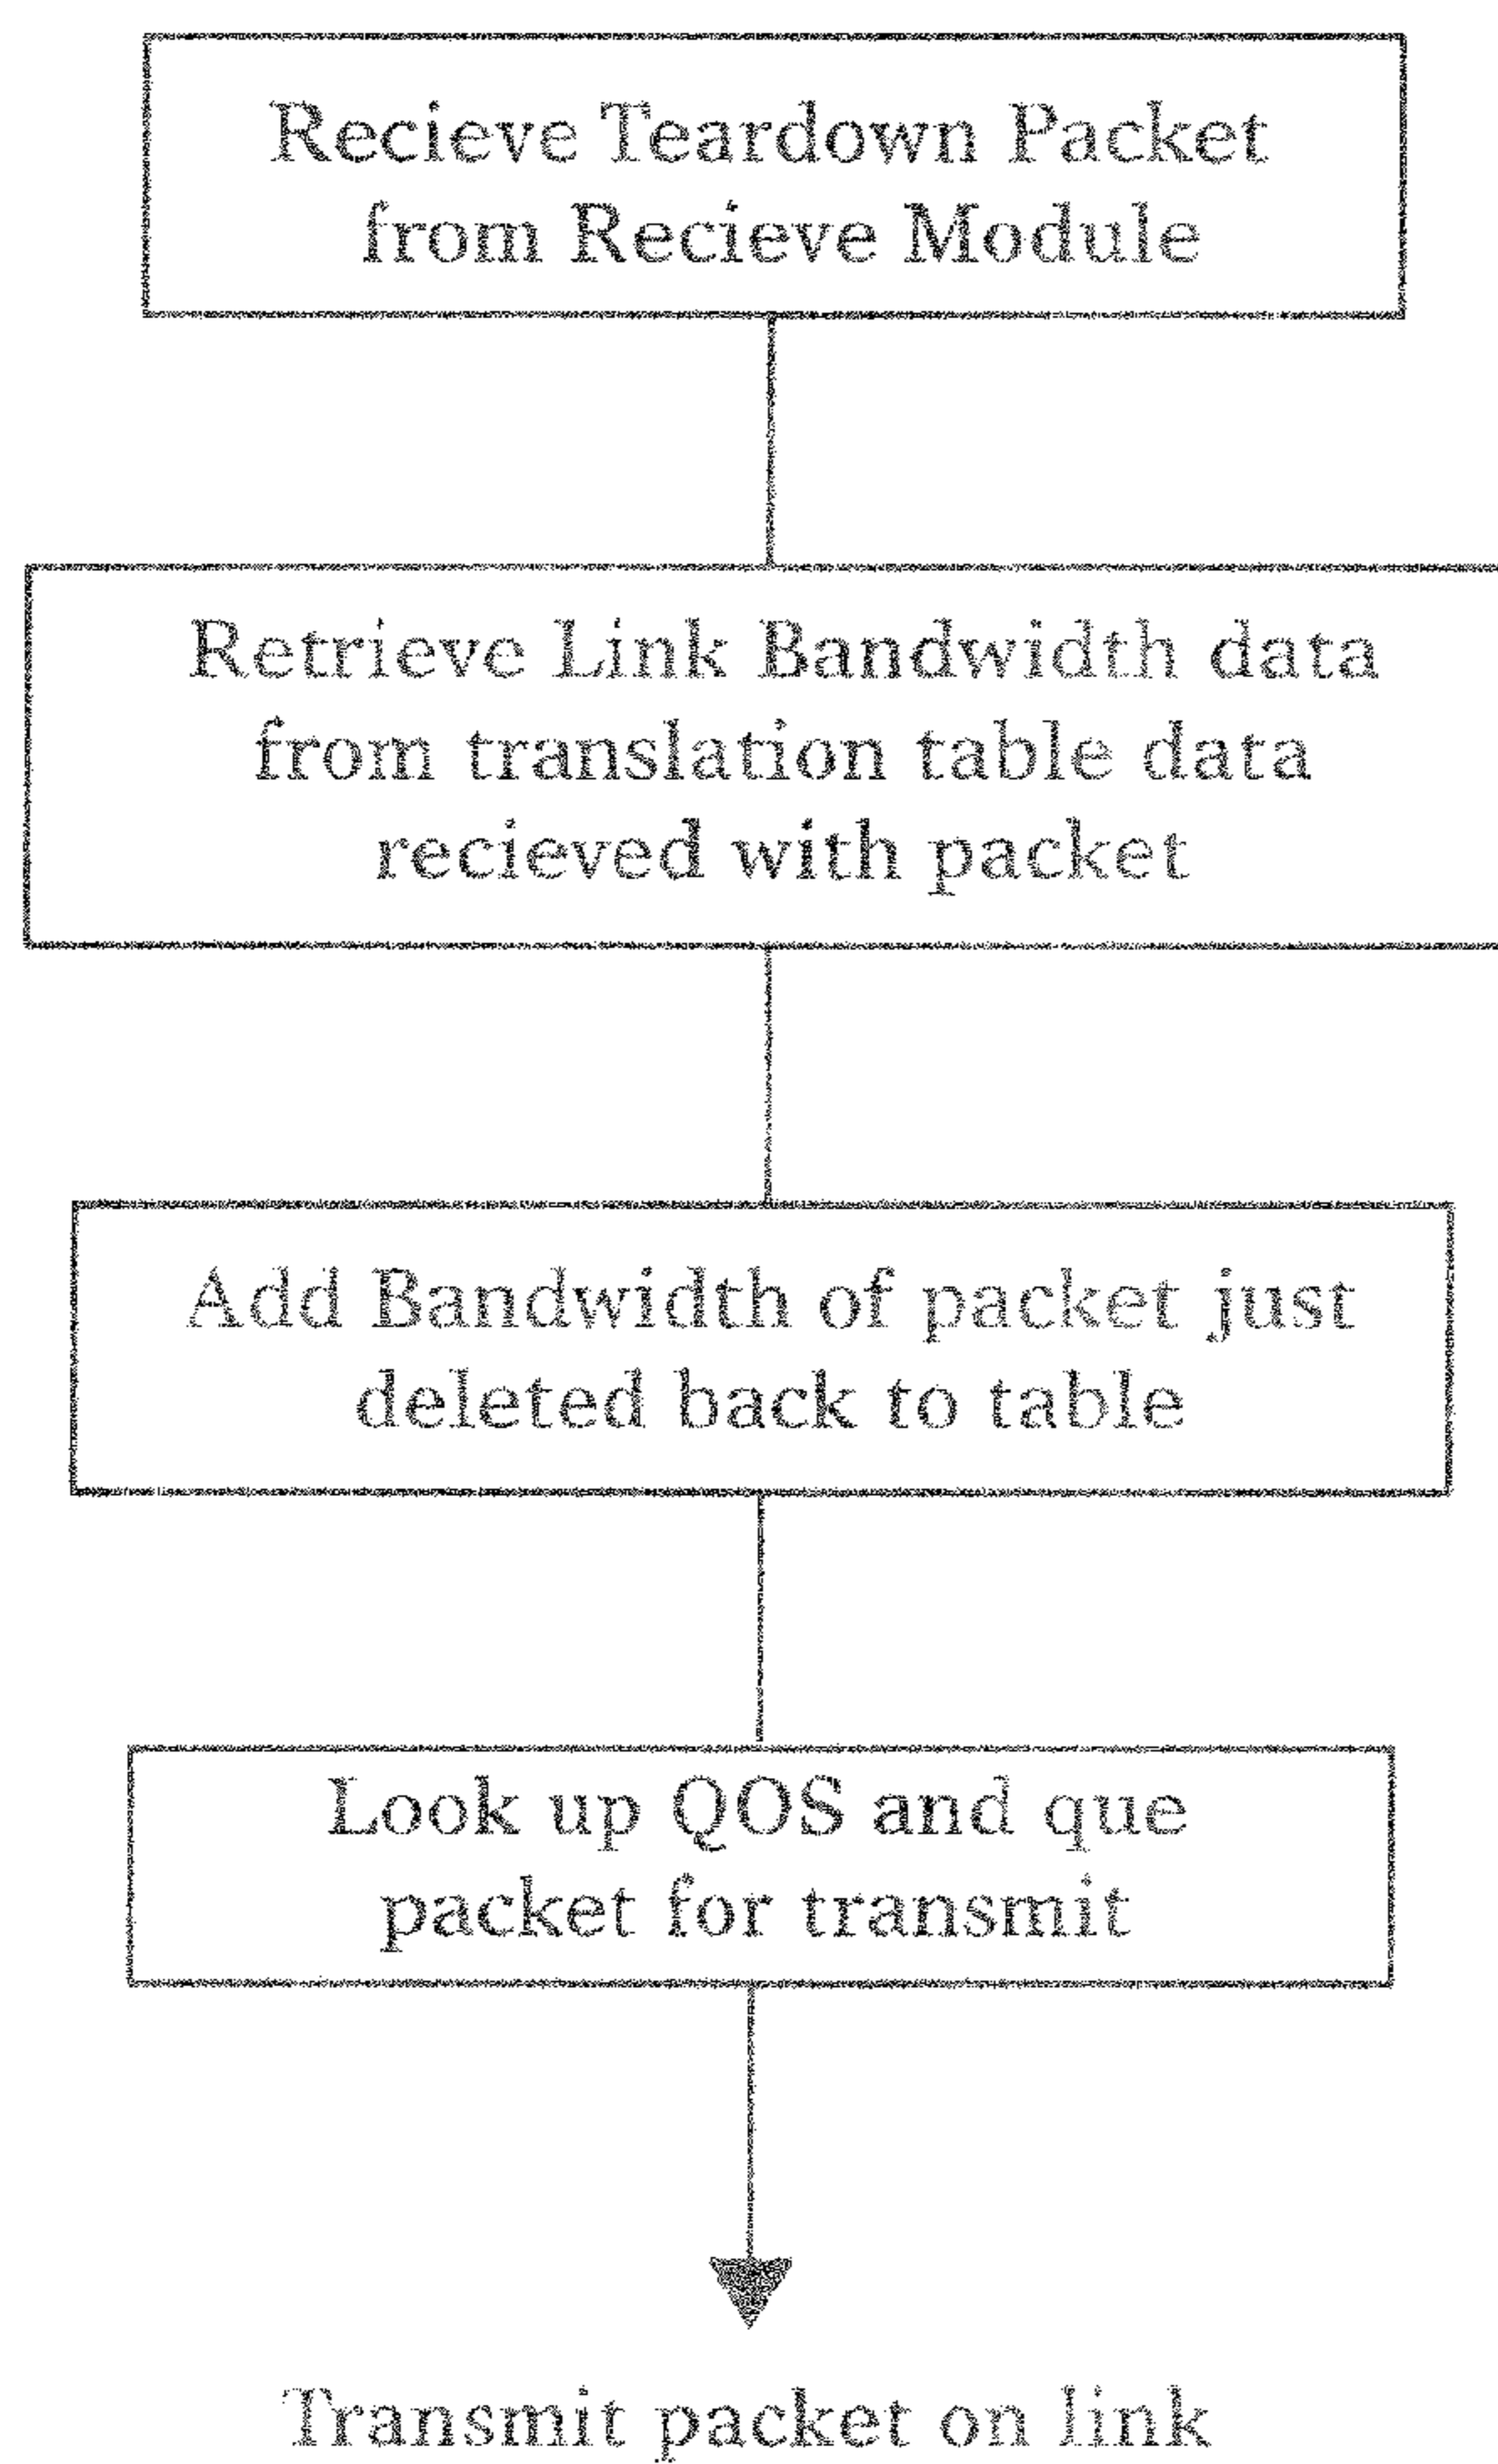 Recieve Teardown Packet
from Recieve Module
Retrieve Link Bandwidth data
from translation table data
recieved with packet
Add Bandwidth of packet just
deleted back to table
Look up QOS and que
packet for transmit
Transmit packet on link